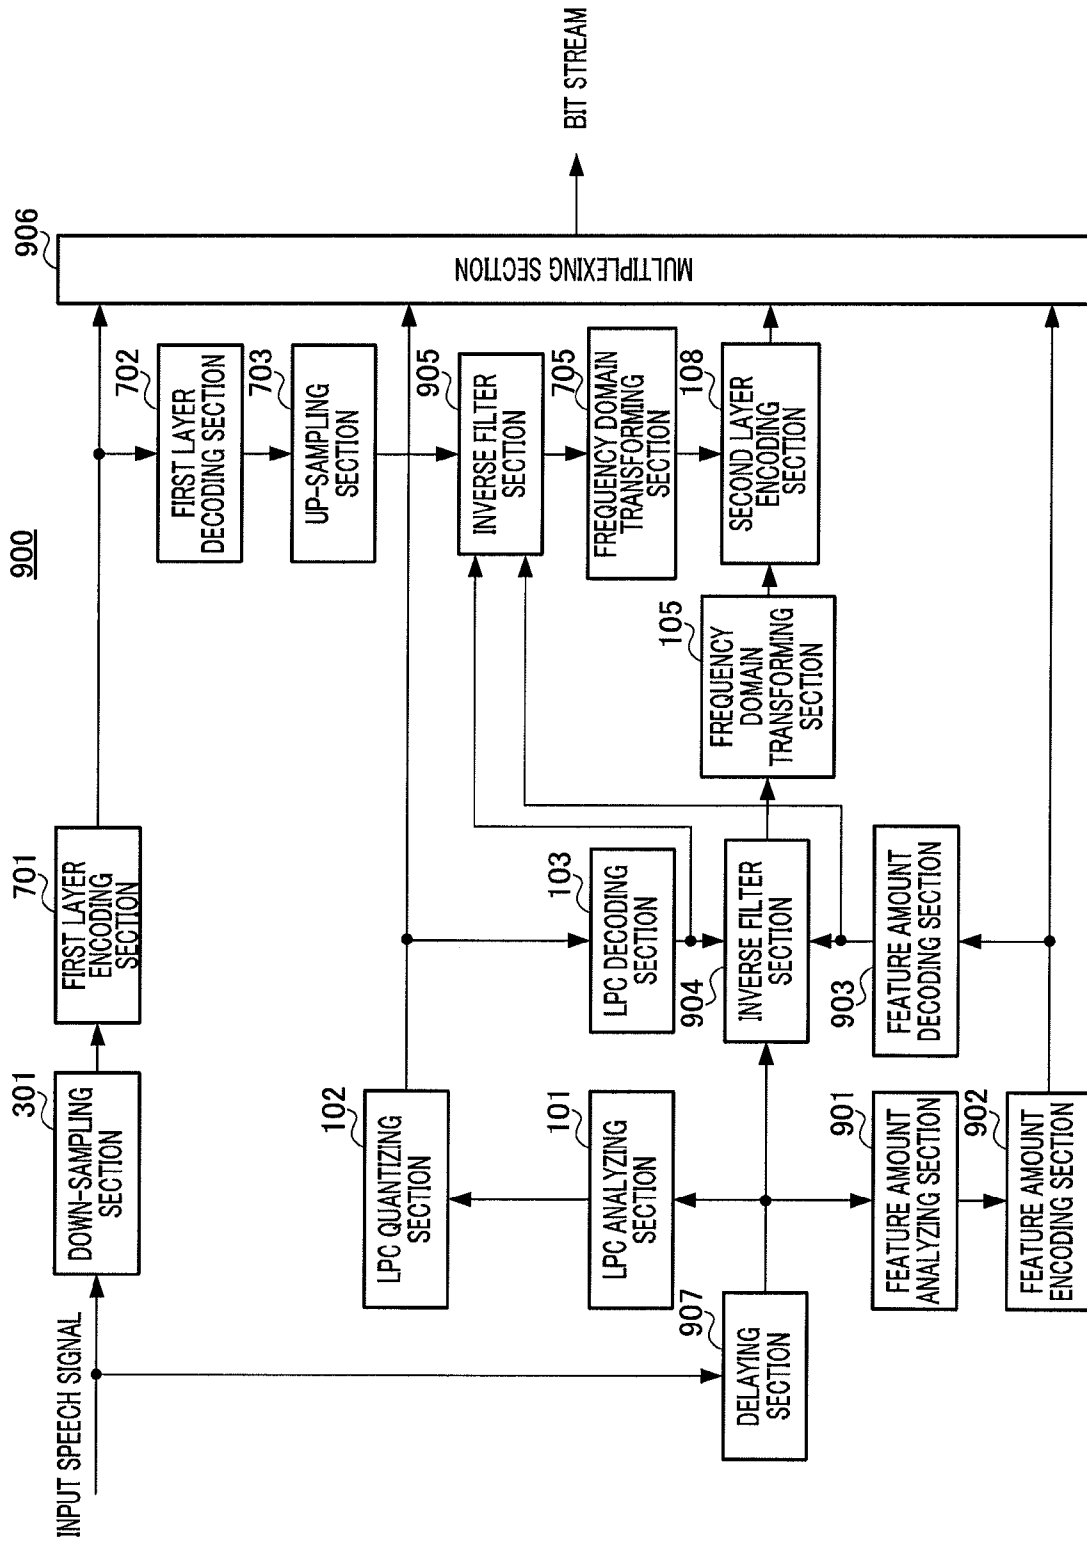 900
INPUT SPEECH SIGNAL
301
DOWN-SAMPLING
SECTION
701
FIRST LAYER
ENCODING
SECTION
702
FIRST LAYER
DECODING SECTION
703
UP-SAMPLING
SECTION
906
MULTIPLEXING SECTION
BIT STREAM
102
LPC QUANTIZING
SECTION
905
INVERSE FILTER
SECTION
101
LPC ANALYZING
SECTION
103
LPC DECODING
SECTION
705
FREQUENCY DOMAIN
TRANSFORMING
SECTION
907
DELAYING
SECTION
904
INVERSE FILTER
SECTION
105
FREQUENCY
DOMAIN
TRANSFORMING
SECTION
108
SECOND LAYER
ENCODING
SECTION
901
FEATURE AMOUNT
ANALYZING SECTION
903
FEATURE AMOUNT
DECODING SECTION
902
FEATURE AMOUNT
ENCODING SECTION